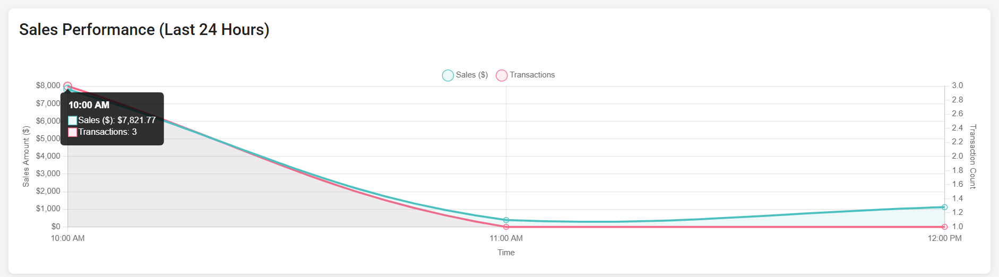 Sales Performance (Last 24 Hours)
Sales ($) Transactions
$8,000
$7,000
$6,000
$5,000
$4,000
$3,000
$2,000
$1,000
$0
Sales Amount ($)
10:00 AM
Sales ($): $7,821.77
Transactions: 3
3.0
2.8
2.6
2.4
2.2
2.0
1.8
1.6
1.4
1.2
1.0
Transaction Count
10:00 AM 11:00 AM 12:00 PM
Time